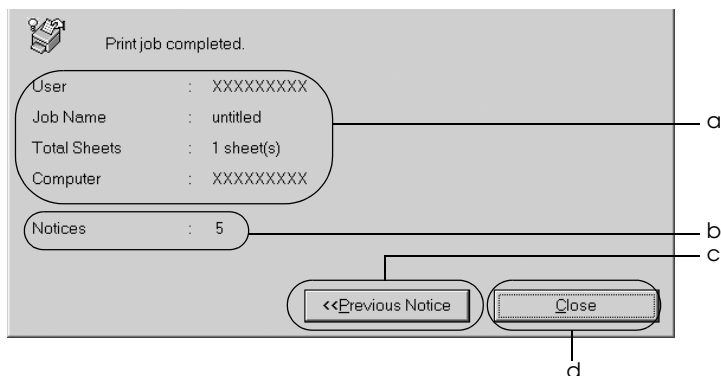 Print job completed.
User : XXXXXXXXX
Job Name : untitled
Total Sheets : 1 sheet(s)
Computer : XXXXXXXXX
a
Notices : 5
b
c
<<Previous Notice
Close
d